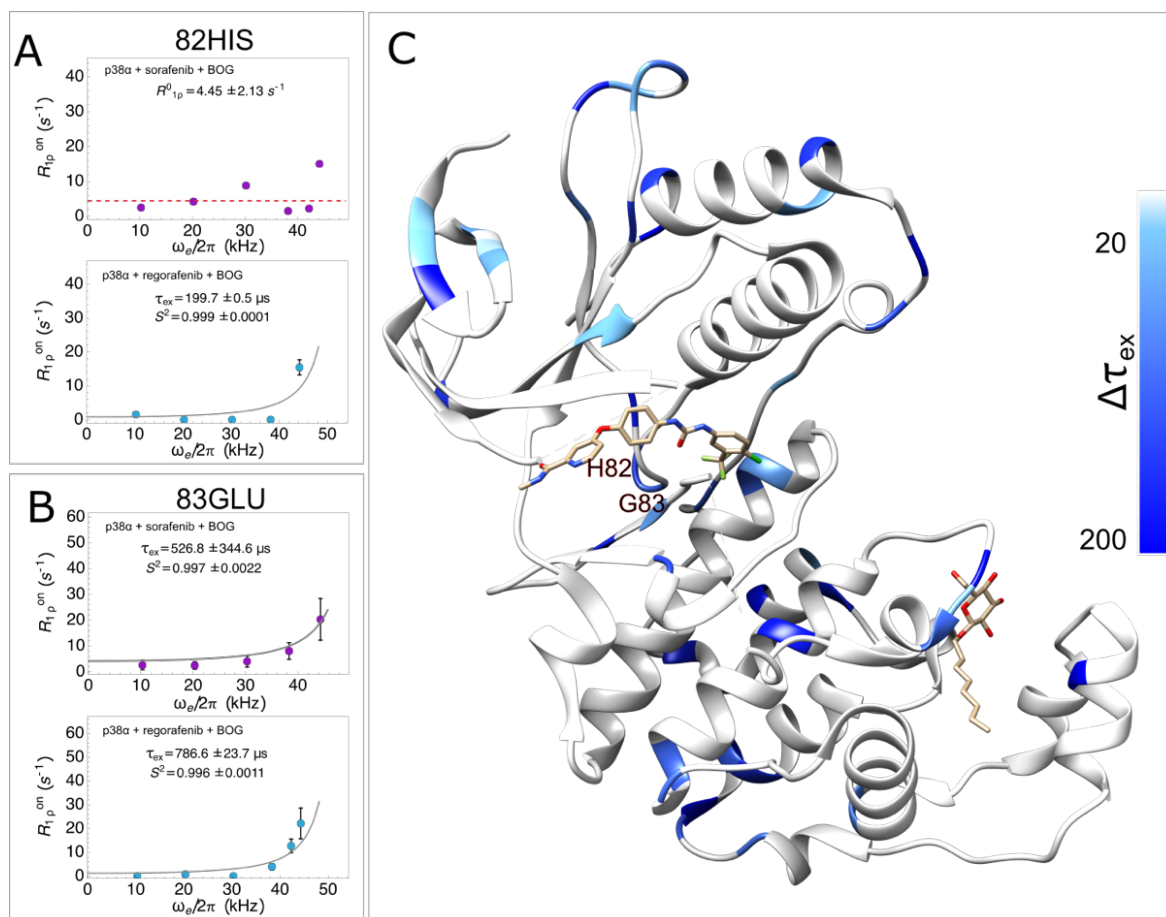 A
82HIS
p38α + sorafenib + BOG
R⁰₁ρ = 4.45 ±2.13 s⁻¹
40
30
20
10
0
R₁ρ ᵒⁿ (s⁻¹)
0 10 20 30 40
ωₑ/2π (kHz)
p38α + regorafenib + BOG
τₑₓ = 199.7 ±0.5 µs
S² = 0.999 ±0.0001
40
30
20
10
0
R₁ρ ᵒⁿ (s⁻¹)
0 10 20 30 40 50
ωₑ/2π (kHz)
B
83GLU
p38α + sorafenib + BOG
τₑₓ = 526.8 ±344.6 µs
S² = 0.997 ±0.0022
60
50
40
30
20
10
0
R₁ρ ᵒⁿ (s⁻¹)
0 10 20 30 40
ωₑ/2π (kHz)
p38α + regorafenib + BOG
τₑₓ = 786.6 ±23.7 µs
S² = 0.996 ±0.0011
60
50
40
30
20
10
0
R₁ρ ᵒⁿ (s⁻¹)
0 10 20 30 40 50
ωₑ/2π (kHz)
C
H82
G83
20
Δτₑₓ
200